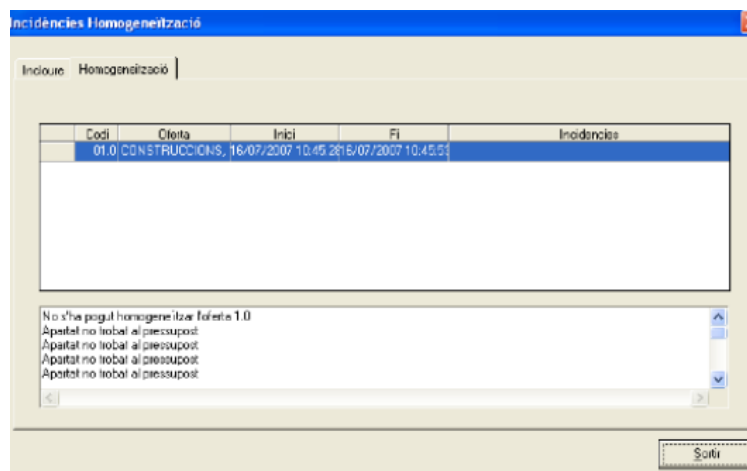 Incidències Homogeneïtzació
Incloure Homogeneïtzació
Codi Oferta Inici Fi Incidencies
01.0 CONSTRUCCIONS, 16/07/2007 10:45:28 16/07/2007 10:45:53
No s'ha pogut homogeneïtzar l'oferta 1.0
Apartat no trobat al pressupost
Apartat no trobat al pressupost
Apartat no trobat al pressupost
Apartat no trobat al pressupost
Sortir